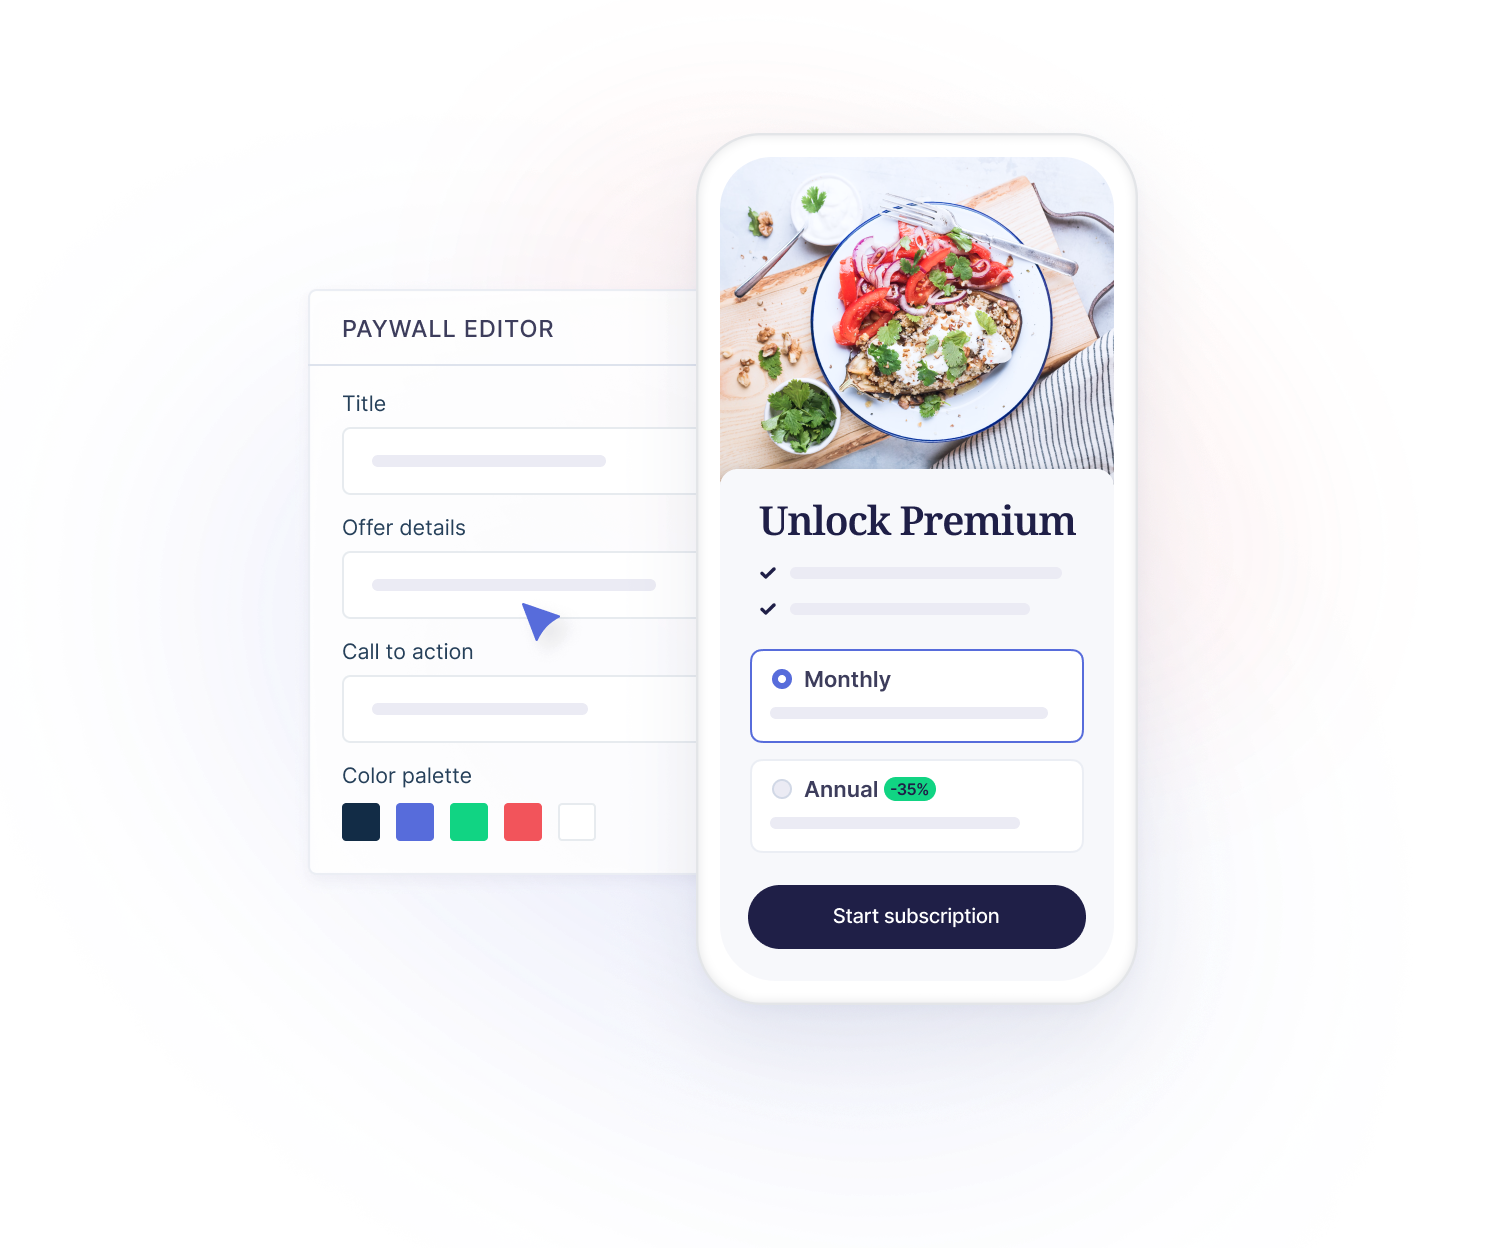 PAYWALL EDITOR
Title
Offer details
Call to action
Color palette
Unlock Premium
Monthly
Annual -35%
Start subscription